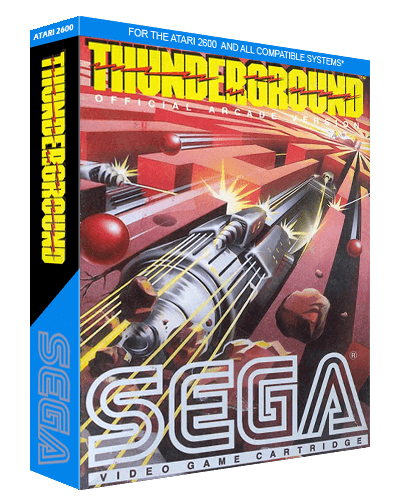 ATARI 2600
THUNDERGROUND
SEGA
FOR THE ATARI 2600 AND ALL COMPATIBLE SYSTEMS*
THUNDERGROUND
OFFICIAL ARCADE VERSION
SEGA®
VIDEO GAME CARTRIDGE